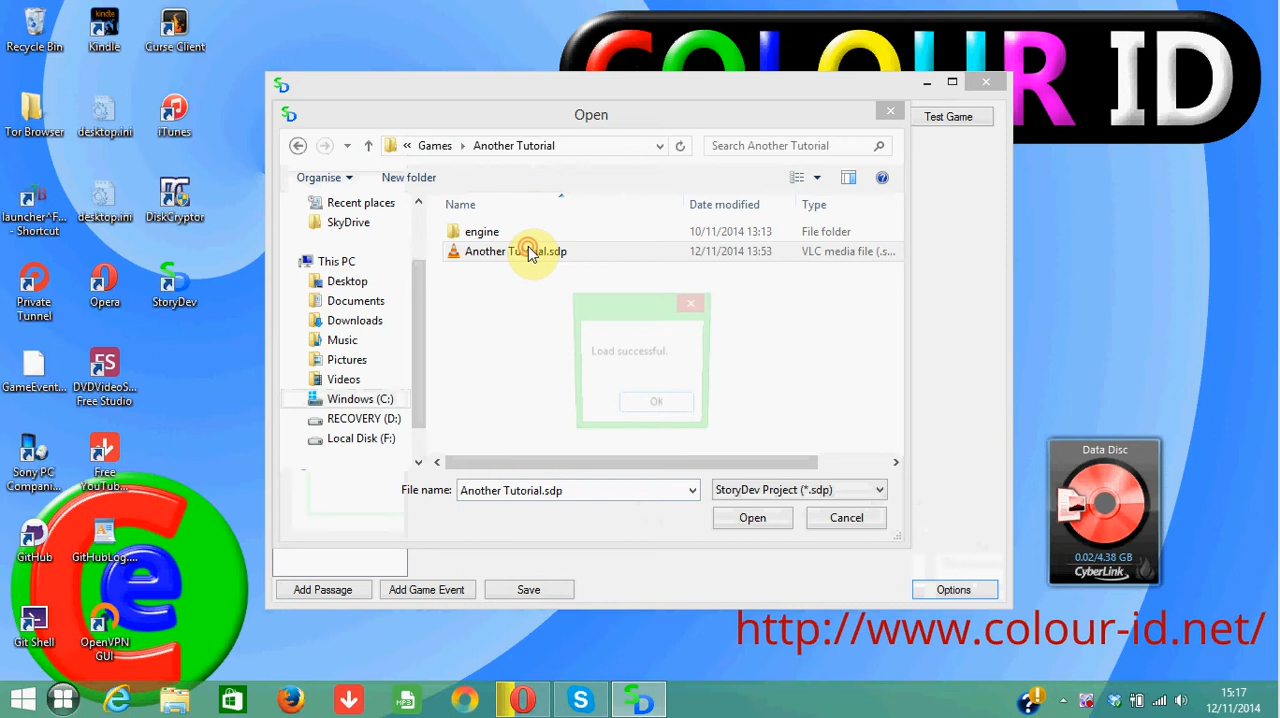 Recycle Bin
Kindle
kindle
Curse Client
Tor Browser
desktop.ini
iTunes
launcher^F...
- Shortcut
desktop.ini
DiskCryptor
Private
Tunnel
Opera
StoryDev
GameEvent...
FS
DVDVideoS...
Free Studio
Sony PC
Compani...
Free
YouTub...
GitHub
GitHubLog....
Git Shell
OpenVPN
GUI
COLOUR ID
Open
Test Game
« Games Another Tutorial
Search Another Tutorial
Organise
New folder
Name
Date modified
Type
Recent places
SkyDrive
This PC
Desktop
Documents
Downloads
Music
Pictures
Videos
Windows (C:)
RECOVERY (D:)
Local Disk (F:)
engine
10/11/2014 13:13
File folder
Another Tutorial.sdp
12/11/2014 13:53
VLC media file (.s...
Load successful.
OK
File name:
Another Tutorial.sdp
StoryDev Project (*.sdp)
Open
Cancel
Add Passage
Add Game Event
Save
Options
Data Disc
0.02/4.38 GB
CyberLink
http://www.colour-id.net/
MP3
15:17
12/11/2014